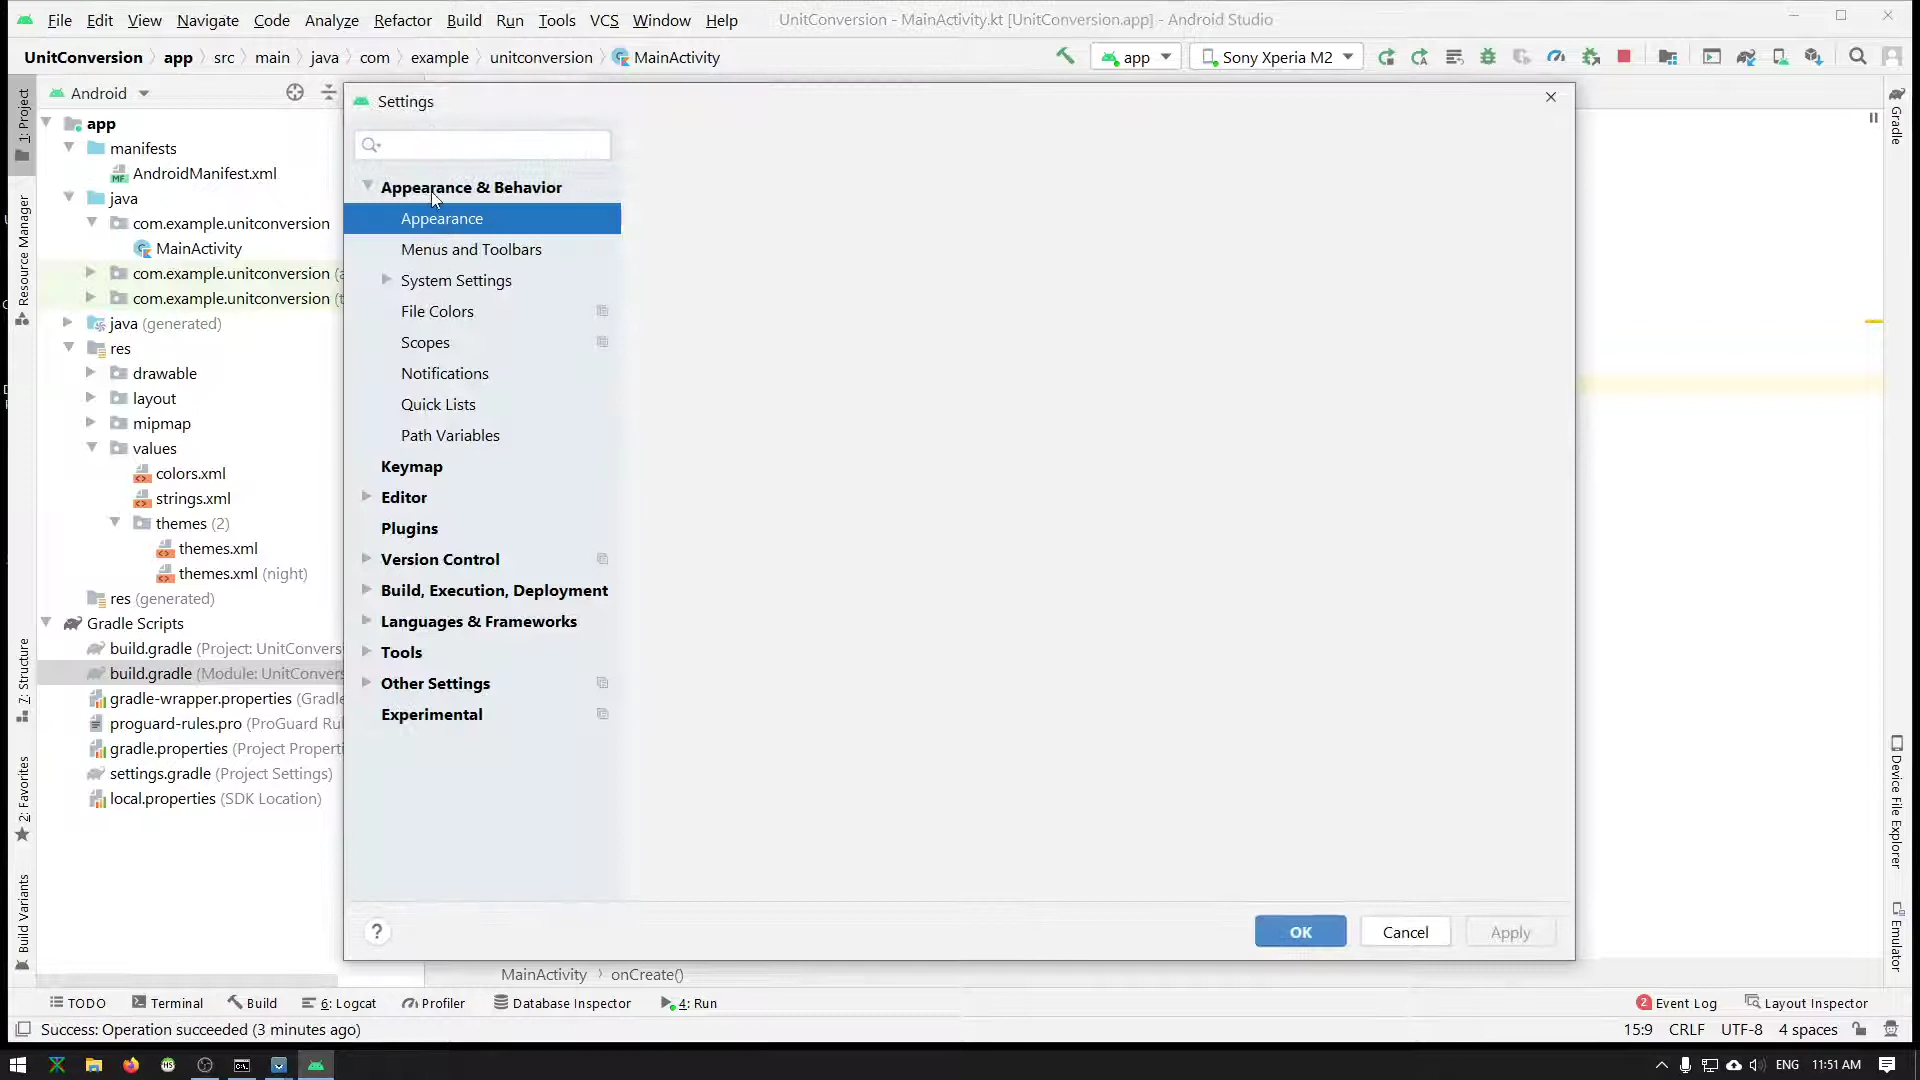 File Edit View Navigate Code Analyze Refactor Build Run Tools VCS Window Help UnitConversion - MainActivity.kt [UnitConversion.app] - Android Studio
UnitConversion app src main java com example unitconversion MainActivity app Sony Xperia M2
1: Project
Resource Manager
7: Structure
2: Favorites
Build Variants
Android
app
manifests
AndroidManifest.xml
java
com.example.unitconversion
MainActivity
com.example.unitconversion (a
com.example.unitconversion (t
java (generated)
res
drawable
layout
mipmap
values
colors.xml
strings.xml
themes (2)
themes.xml
themes.xml (night)
res (generated)
Gradle Scripts
build.gradle (Project: UnitConvers
build.gradle (Module: UnitConvers
gradle-wrapper.properties (Gradle
proguard-rules.pro (ProGuard Rul
gradle.properties (Project Properti
settings.gradle (Project Settings)
local.properties (SDK Location)
Settings
Appearance & Behavior
Appearance
Menus and Toolbars
System Settings
File Colors
Scopes
Notifications
Quick Lists
Path Variables
Keymap
Editor
Plugins
Version Control
Build, Execution, Deployment
Languages & Frameworks
Tools
Other Settings
Experimental
?
OK Cancel Apply
Gradle
Device File Explorer
Emulator
MainActivity onCreate()
TODO Terminal Build 6: Logcat Profiler Database Inspector 4: Run 2 Event Log Layout Inspector
Success: Operation succeeded (3 minutes ago) 15:9 CRLF UTF-8 4 spaces
ENG 11:51 AM